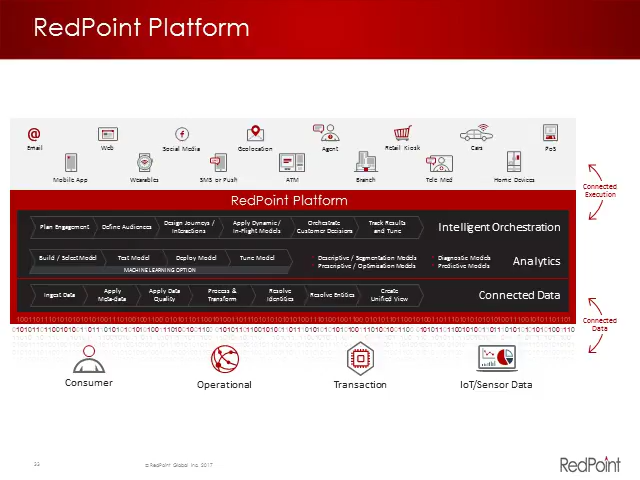 RedPoint Platform
@
Email
Web
Social Media
Geolocation
Agent
Retail Kiosk
Cars
PoS
Mobile App
Wearables
SMS or Push
ATM
Branch
Tele Med
Home Devices
Connected
Execution
RedPoint Platform
Plan Engagement
Define Audiences
Design Journeys /
Interactions
Apply Dynamic /
In-Flight Models
Orchestrate
Customer Decisions
Track Results
and Tune
Intelligent Orchestration
Build / Select Model
Test Model
Deploy Model
Tune Model
MACHINE LEARNING OPTION
Descriptive / Segmentation Models
Prescriptive / Optimization Models
Diagnostic Models
Predictive Models
Analytics
Ingest Data
Apply
Meta-data
Apply Data
Quality
Process &
Transform
Resolve
Identities
Resolve Entities
Create
Unified View
Connected Data
Connected
Data
Consumer
Operational
Transaction
IoT/Sensor Data
33
© RedPoint Global Inc. 2017
RedPoint